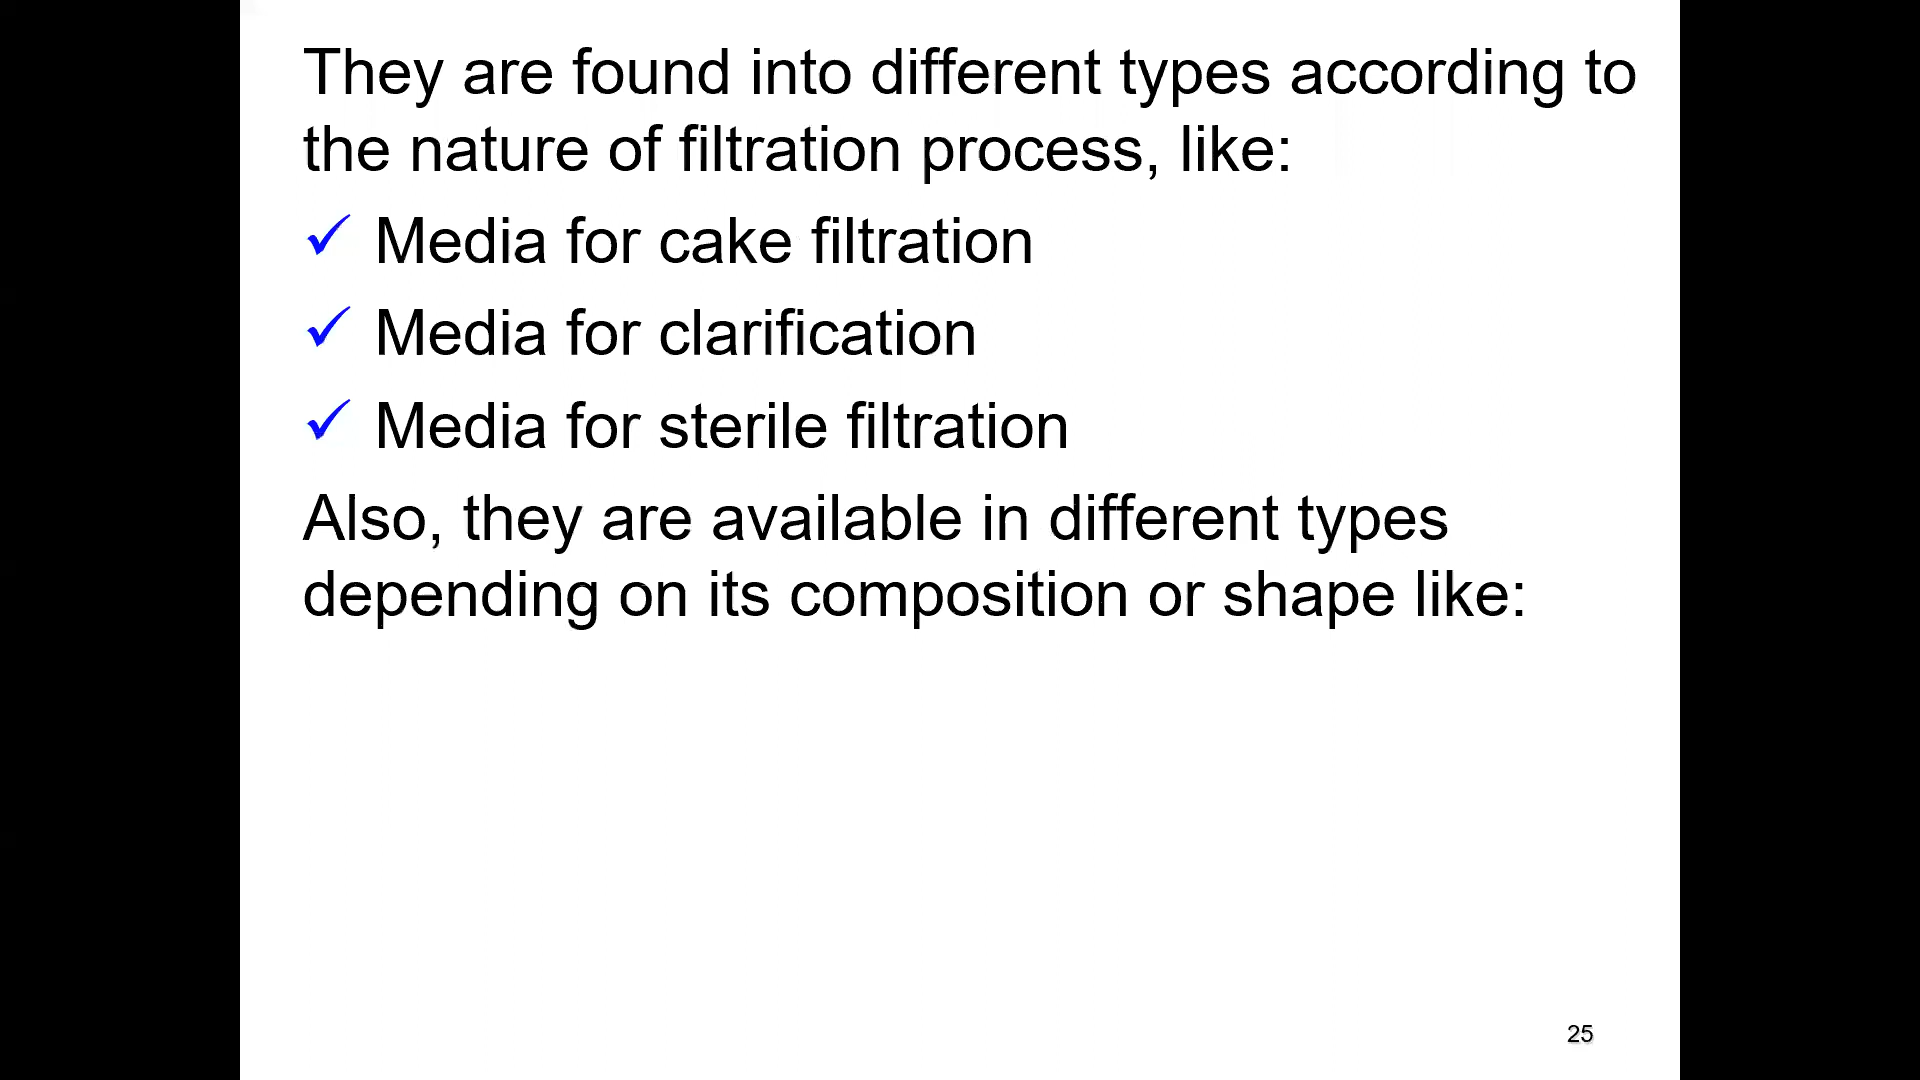 They are found into different types according to
the nature of filtration process, like:
✓ Media for cake filtration
✓ Media for clarification
✓ Media for sterile filtration
Also, they are available in different types
depending on its composition or shape like:
25